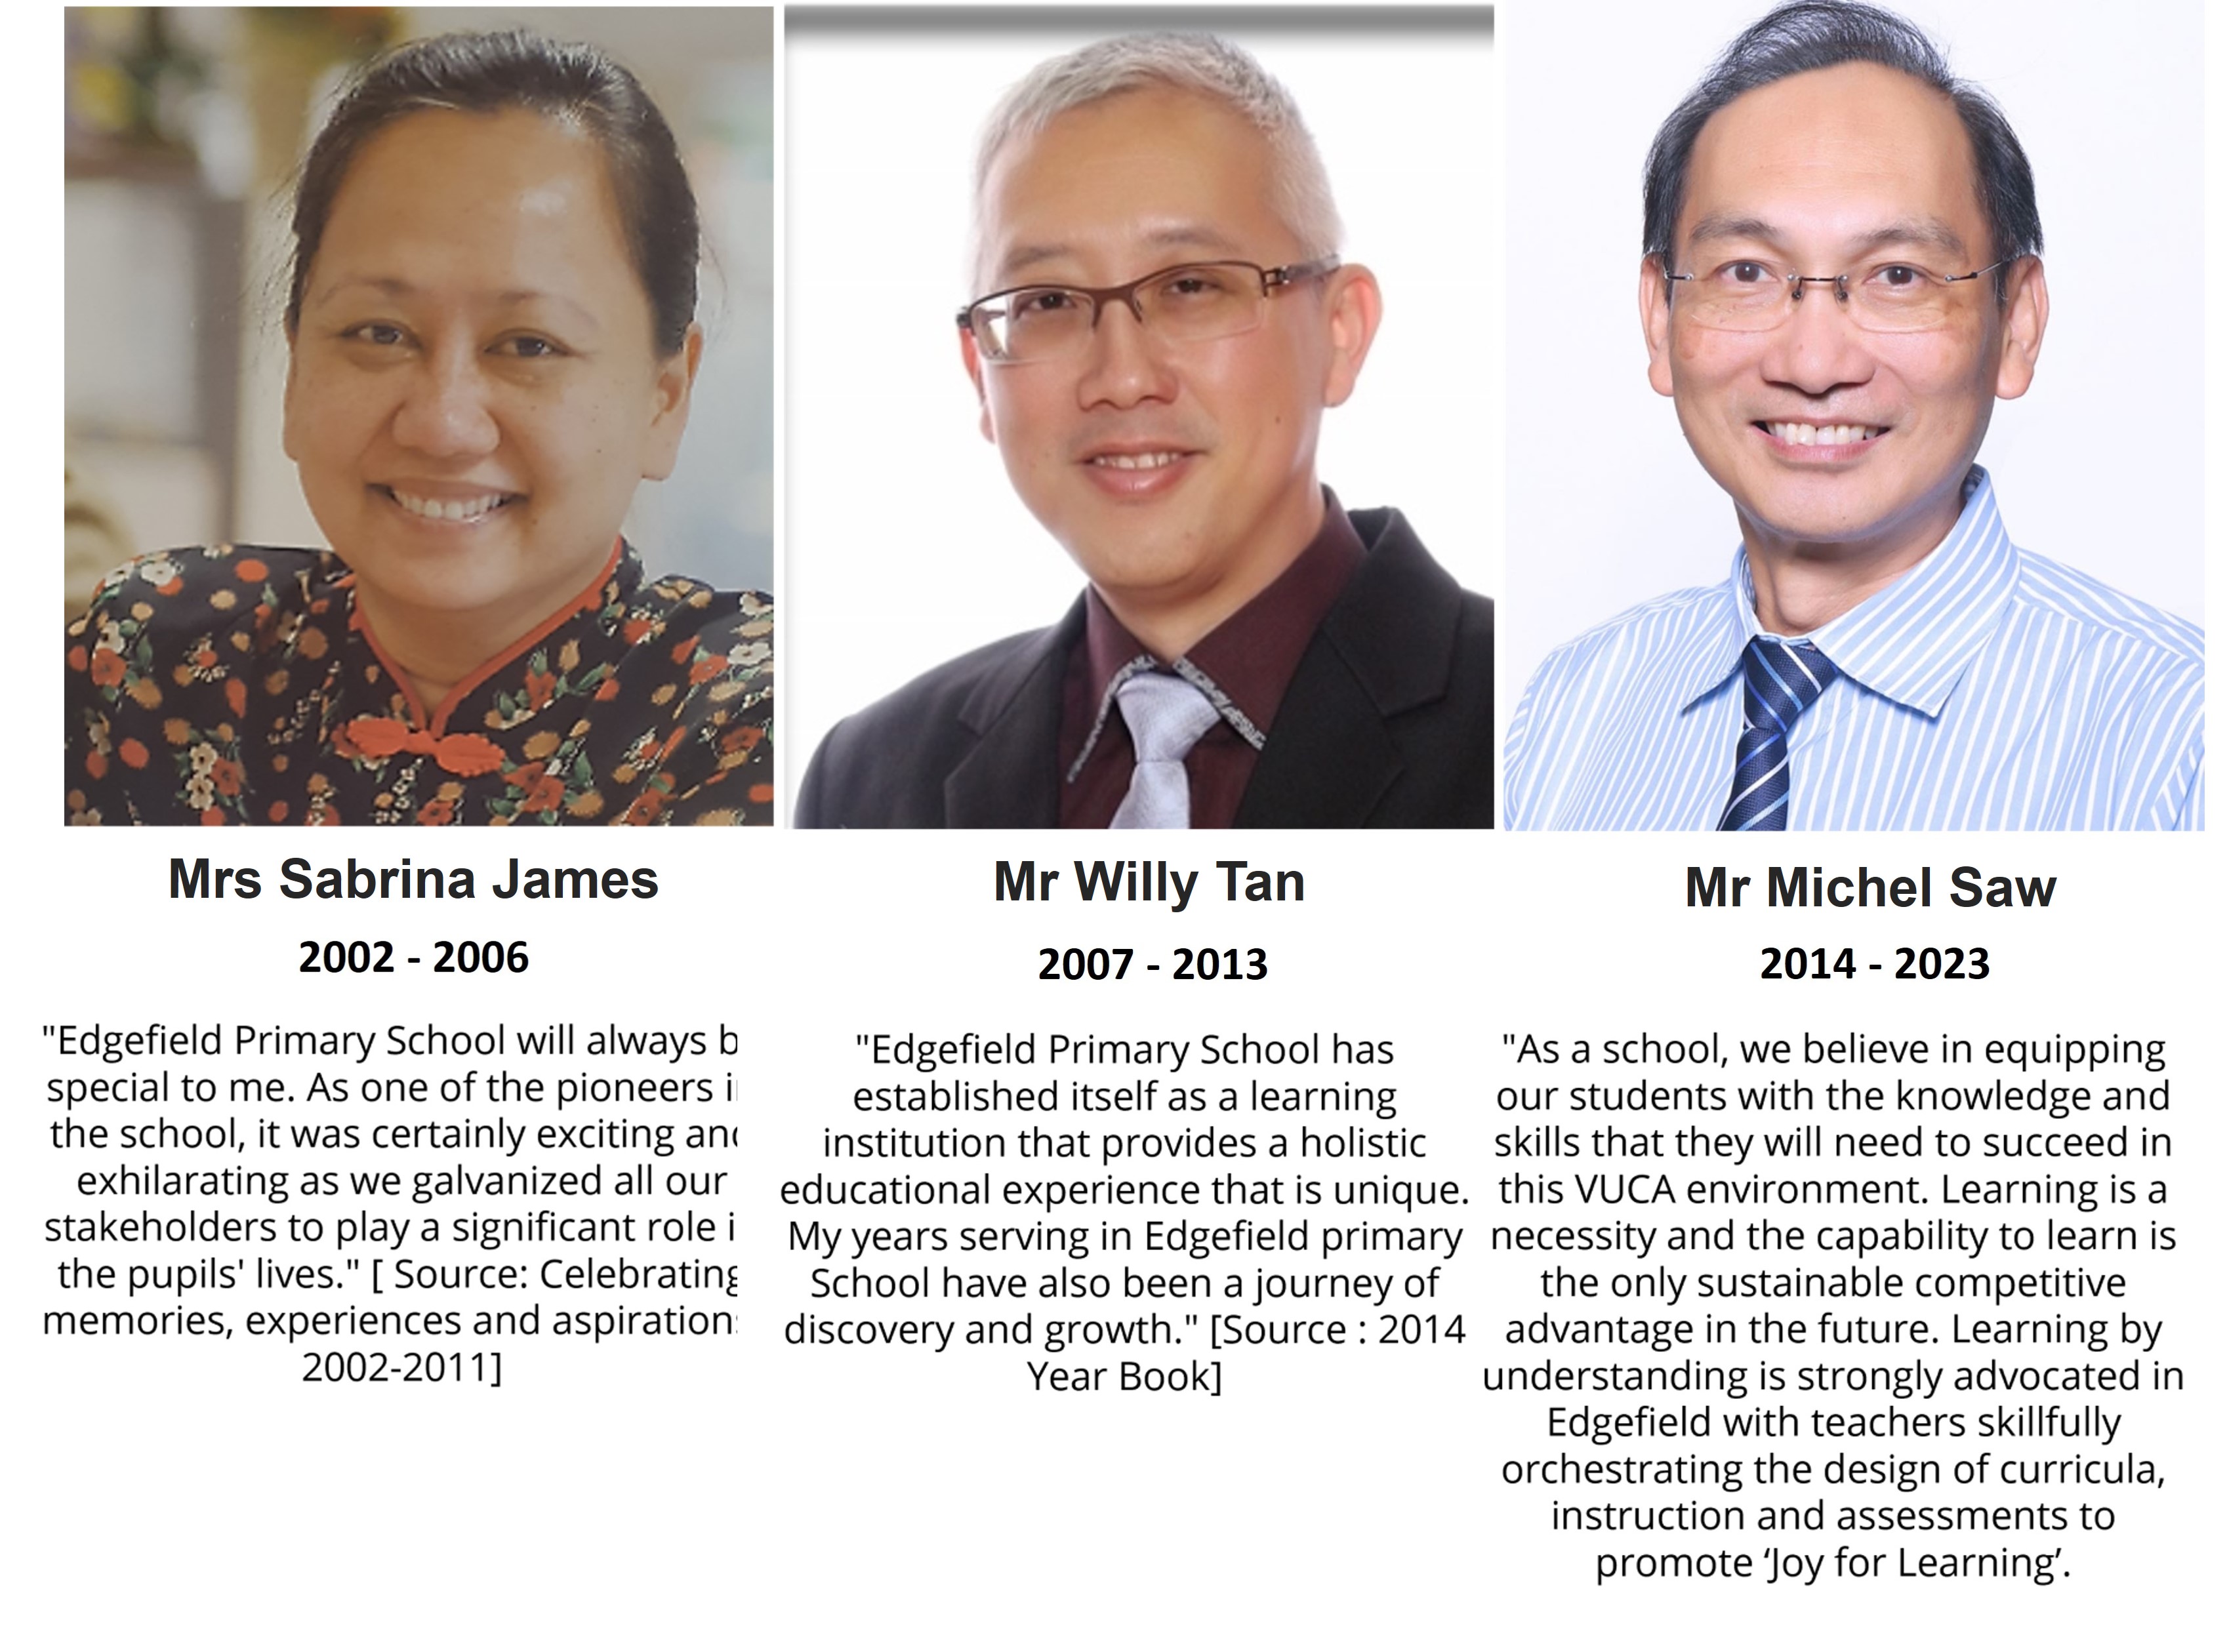 Mrs Sabrina James
2002 - 2006
"Edgefield Primary School will always b
special to me. As one of the pioneers i
the school, it was certainly exciting and
exhilarating as we galvanized all our
stakeholders to play a significant role i
the pupils' lives." [ Source: Celebrating
memories, experiences and aspirations
2002-2011]
Mr Willy Tan
2007 - 2013
"Edgefield Primary School has
established itself as a learning
institution that provides a holistic
educational experience that is unique.
My years serving in Edgefield primary
School have also been a journey of
discovery and growth." [Source : 2014
Year Book]
Mr Michel Saw
2014 - 2023
"As a school, we believe in equipping
our students with the knowledge and
skills that they will need to succeed in
this VUCA environment. Learning is a
necessity and the capability to learn is
the only sustainable competitive
advantage in the future. Learning by
understanding is strongly advocated in
Edgefield with teachers skillfully
orchestrating the design of curricula,
instruction and assessments to
promote ‘Joy for Learning’.